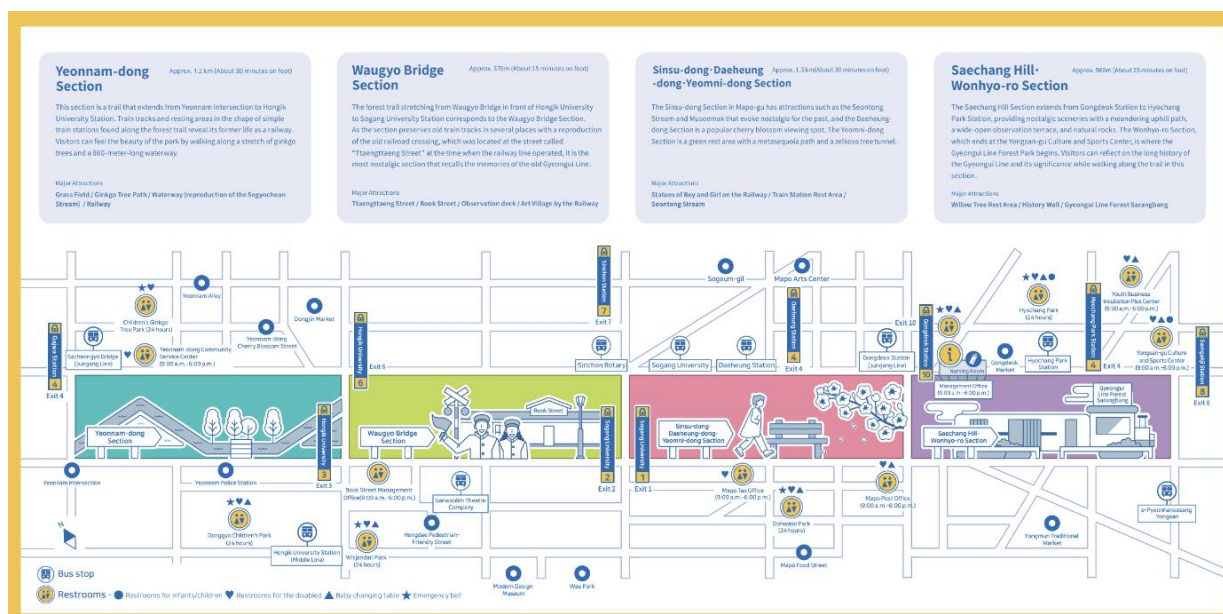 Yeonnam-dong
Section
Approx. 1.2 km (About 30 minutes on foot)
This section is a trail that extends from Yeonnam Intersection to Hongik
University Station. Train tracks and resting areas in the shape of simple
train stations found along the forest trail reveal its former life as a railway.
Visitors can feel the beauty of the park by walking along a stretch of ginkgo
trees and a 860-meter-long waterway.
Major Attractions
Grass Field / Ginkgo Tree Path / Waterway (reproduction of the Segyocheon
Stream) / Railway
Waugyo Bridge
Section
Approx. 370m (About 15 minutes on foot)
The forest trail stretching from Waugyo Bridge in front of Hongik University
to Sogang University Station corresponds to the Waugyo Bridge Section.
As the section preserves old train tracks in several places with a reproduction
of the old railroad crossing, which was located at the street called
"Ttaengttaeng Street" at the time when the railway line operated, it is the
most nostalgic section that recalls the memories of the old Gyeongui Line.
Major Attractions
Ttaengttaeng Street / Book Street / Observation deck / Art Village by the Railway
Sinsu-dong·Daeheung
-dong·Yeomni-dong Section
Approx. 1.3 km(About 30 minutes on foot)
The Sinsu-dong Section in Mapo-gu has attractions such as the Seontong
Stream and Museemak that evoke nostalgia for the past, and the Daeheung-
dong Section is a popular cherry blossom viewing spot. The Yeomni-dong
Section is a green rest area with a metasequoia path and a zelkova tree tunnel.
Major Attractions
Statues of Boy and Girl on the Railway / Train Station Rest Area /
Seontong Stream
Saechang Hill·
Wonhyo-ro Section
Approx. 960m (About 25 minutes on foot)
The Saechang Hill Section extends from Gongdeok Station to Hyochang
Park Station, providing nostalgic sceneries with a meandering uphill path,
a wide-open observation terrace, and natural rocks. The Wonhyo-ro Section,
which ends at the Yongsan-gu Culture and Sports Center, is where the
Gyeongui Line Forest Park begins. Visitors can reflect on the long history of
the Gyeongui Line and its significance while walking along the trail in this
section.
Major Attractions
Willow Tree Rest Area / History Wall / Gyeongui Line Forest Sarangbang
Yeonnam Alley
Children's Ginkgo
Tree Park (24 hours)
Dongjin Market
Yeonnam-dong
Cherry Blossom Street
Sacheongyo Bridge
(Jungang Line)
Yeonnam-dong Community
Service Center
(9:00 a.m.-6:00 p.m.)
4
Exit 4
Hongik University
6
Exit 6
Sinchon Station
7
Exit 7
Sinchon Rotary
Sogang University
Daeheung Station
Sogeum-gil
Mapo Arts Center
Daeheung Station
4
Exit 4
Gongdeok Station
(Jungang Line)
Exit 10
Gongdeok Station
10
i
Nursing Room
Management Office
(9:00 a.m.-6:00 p.m.)
Gongdeok
Market
Hyochang Park
(24 hours)
Hyochang Park
Station
Hyochang Park Station
4
Exit 4
Youth Business
Incubation Plus Center
(9:00 a.m.-6:00 p.m.)
Yongsan-gu Culture
and Sports Center
(9:00 a.m.-6:00 p.m.)
Samgakji Station
8
Exit 8
Yeonnam-dong
Section
Hongik University
3
Exit 3
Waugyo Bridge
Section
Book Street
Sogang University
2
Exit 2
Sogang University
1
Exit 1
Sinsu-dong·
Daeheung-dong·
Yeomni-dong Section
Saechang Hill·
Wonhyo-ro Section
Gyeongui
Line Forest
Sarangbang
Yeonnam Intersection
Yeonnam Police Station
Donggyo Children's Park
(24 hours)
Hongik University Station
(Middle Line)
Book Street Management
Office(9:00 a.m.-6:00 p.m.)
Sanwoolim Theatre
Company
Hongdae Pedestrian-
Friendly Street
(24 hours)
Modern Design
Museum
Wau Park
Mapo Tax Office
(9:00 a.m.-6:00 p.m.)
Mapo Post Office
(9:00 a.m.-6:00 p.m.)
(24 hours)
Mapo Food Street
Yongmun Traditional
Market
e-Pyeonhansesang
Yongsan
N
Bus stop
Restrooms - Restrooms for infants/children Restrooms for the disabled Baby changing table Emergency bell